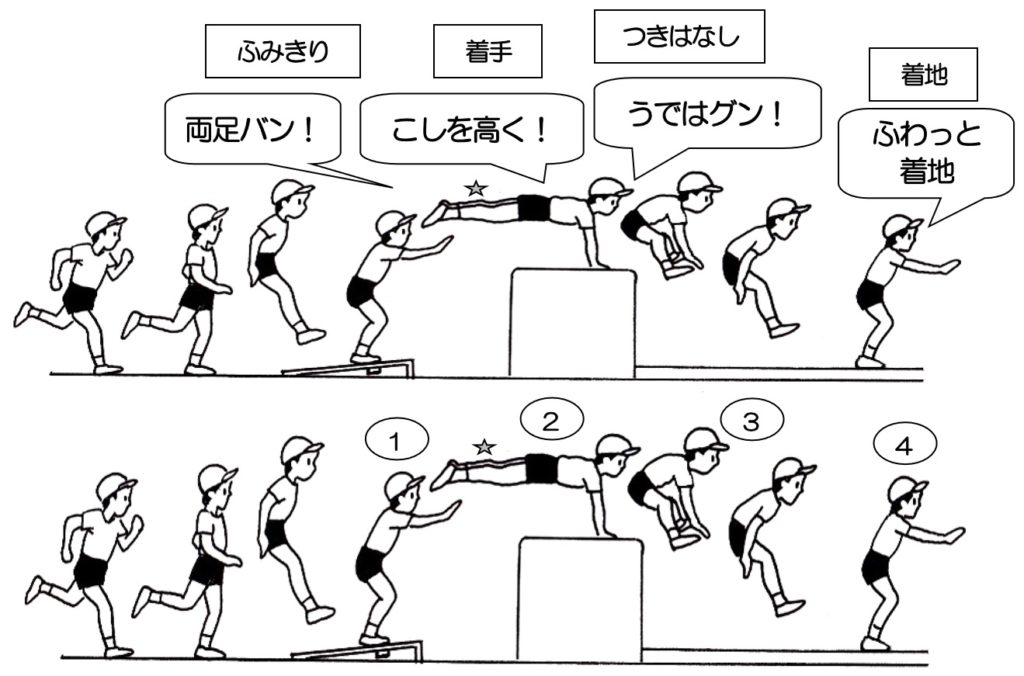 ふみきり
着手
つきはなし
着地
両足バン！
こしを高く！
うではグン！
ふわっと
着地
①
②
③
④